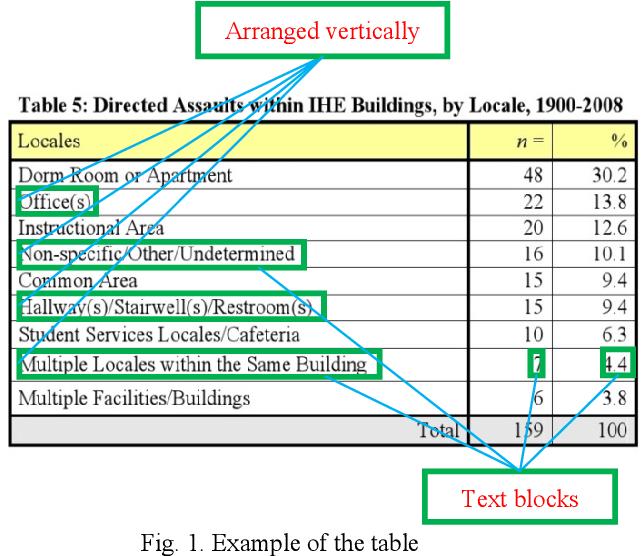 Arranged vertically
Table 5: Directed Assaults within IHE Buildings, by Locale, 1900-2008
Locales n = %
Dorm Room or Apartment 48 30.2
Office(s) 22 13.8
Instructional Area 20 12.6
Non-specific/Other/Undetermined 16 10.1
Common Area 15 9.4
Hallway(s)/Stairwell(s)/Restroom(s) 15 9.4
Student Services Locales/Cafeteria 10 6.3
Multiple Locales within the Same Building 7 4.4
Multiple Facilities/Buildings 6 3.8
Total 159 100
Text blocks
Fig. 1. Example of the table